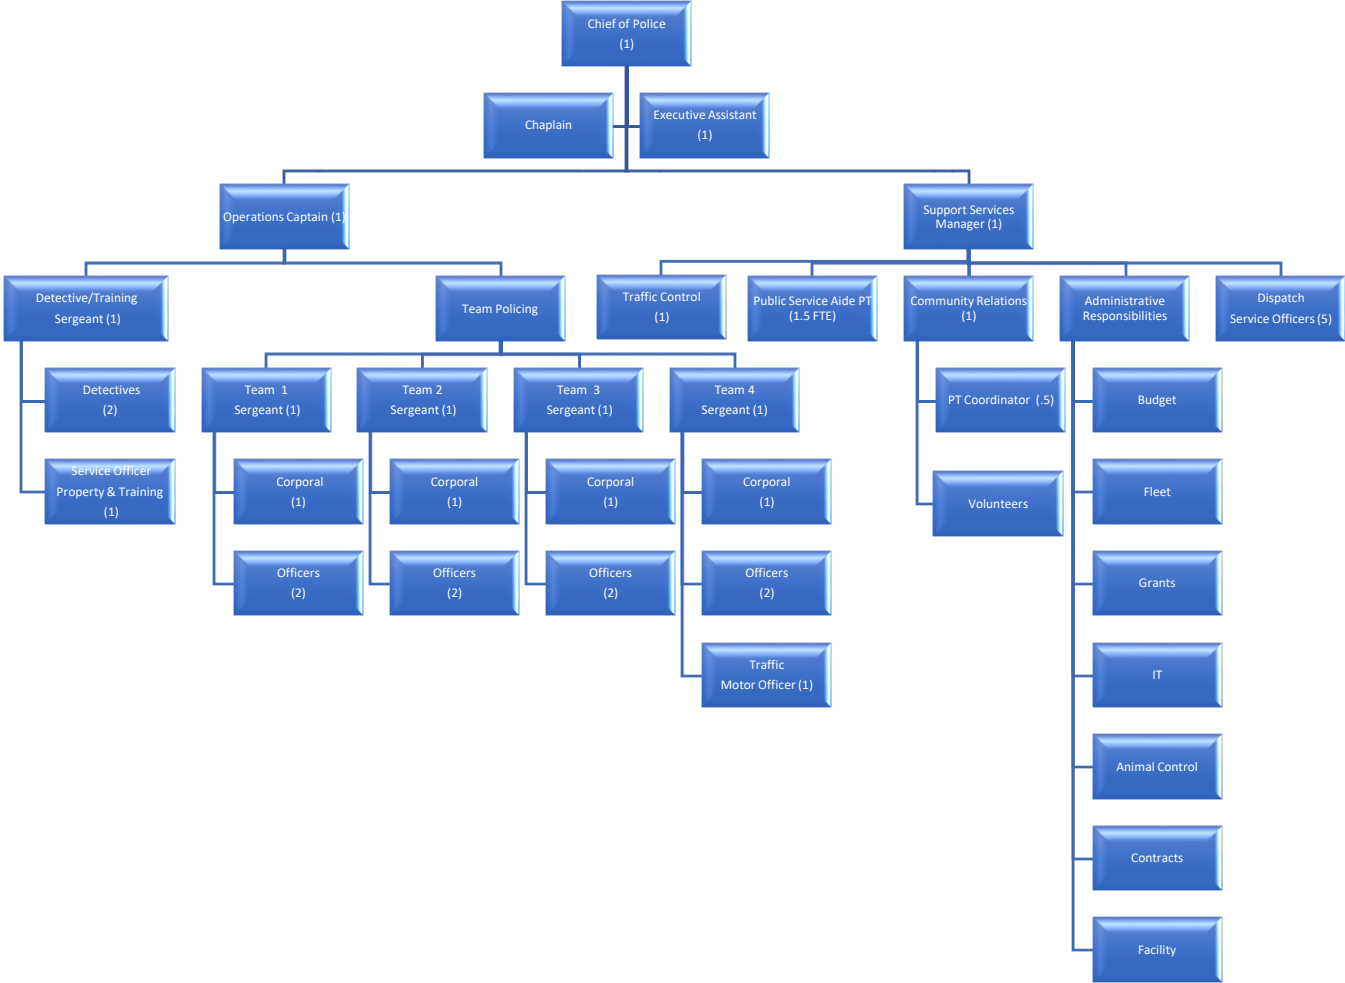 Chief of Police
(1)
Chaplain
Executive Assistant
(1)
Operations Captain (1)
Support Services
Manager (1)
Detective/Training
Sergeant (1)
Team Policing
Traffic Control
(1)
Public Service Aide PT
(1.5 FTE)
Community Relations
(1)
Administrative
Responsibilities
Dispatch
Service Officers (5)
Detectives
(2)
Service Officer
Property & Training
(1)
Team 1
Sergeant (1)
Corporal
(1)
Officers
(2)
Team 2
Sergeant (1)
Corporal
(1)
Officers
(2)
Team 3
Sergeant (1)
Corporal
(1)
Officers
(2)
Team 4
Sergeant (1)
Corporal
(1)
Officers
(2)
Traffic
Motor Officer (1)
PT Coordinator (.5)
Volunteers
Budget
Fleet
Grants
IT
Animal Control
Contracts
Facility